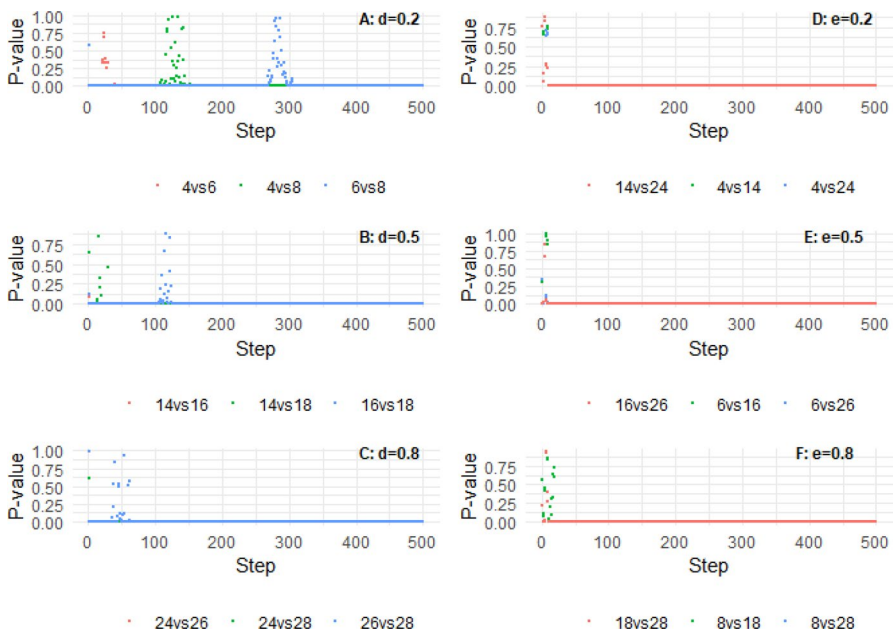 A: d=0.2
P-value
1.00
0.75
0.50
0.25
0.00
0 100 200 300 400 500
Step
4vs6 4vs8 6vs8
D: e=0.2
P-value
0.75
0.50
0.25
0.00
0 100 200 300 400 500
Step
14vs24 4vs14 4vs24
B: d=0.5
P-value
0.75
0.50
0.25
0.00
0 100 200 300 400 500
Step
14vs16 14vs18 16vs18
E: e=0.5
P-value
1.00
0.75
0.50
0.25
0.00
0 100 200 300 400 500
Step
16vs26 6vs16 6vs26
C: d=0.8
P-value
1.00
0.75
0.50
0.25
0.00
0 100 200 300 400 500
Step
24vs26 24vs28 26vs28
F: e=0.8
P-value
0.75
0.50
0.25
0.00
0 100 200 300 400 500
Step
18vs28 8vs18 8vs28